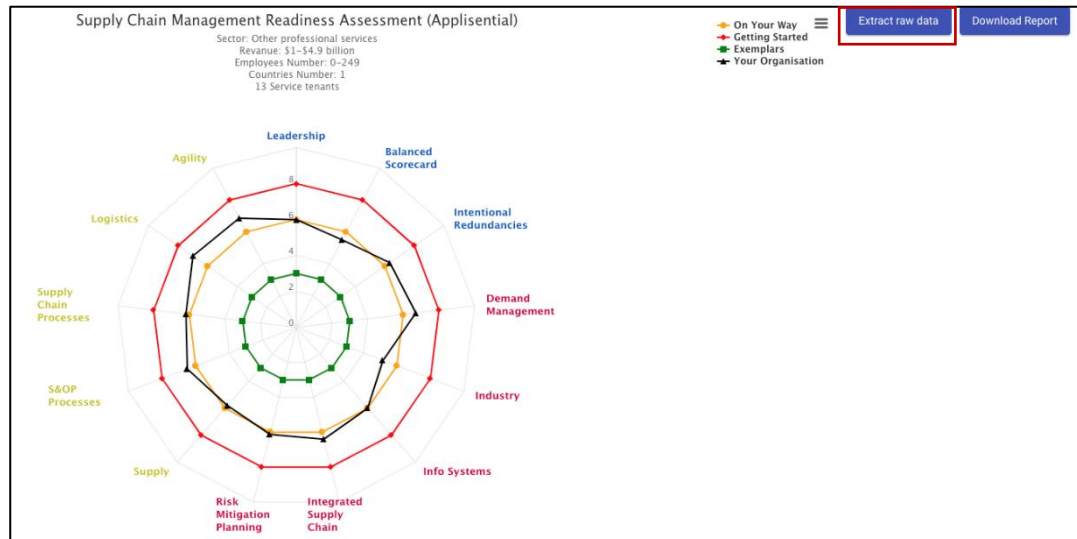 Supply Chain Management Readiness Assessment (Applisential)
Sector: Other professional services
Revanue: $1-$4.9 billion
Employees Number: 0-249
Countries Number: 1
13 Service tenants
On Your Way
Getting Started
Exemplars
Your Organisation
Extract raw data
Download Report
Leadership
Balanced
Scorecard
Intentional
Redundancies
Demand
Management
Industry
Info Systems
Integrated
Supply
Chain
Risk
Mitigation
Planning
Supply
S&OP
Processes
Supply
Chain
Processes
Logistics
Agility
8
6
4
2
0